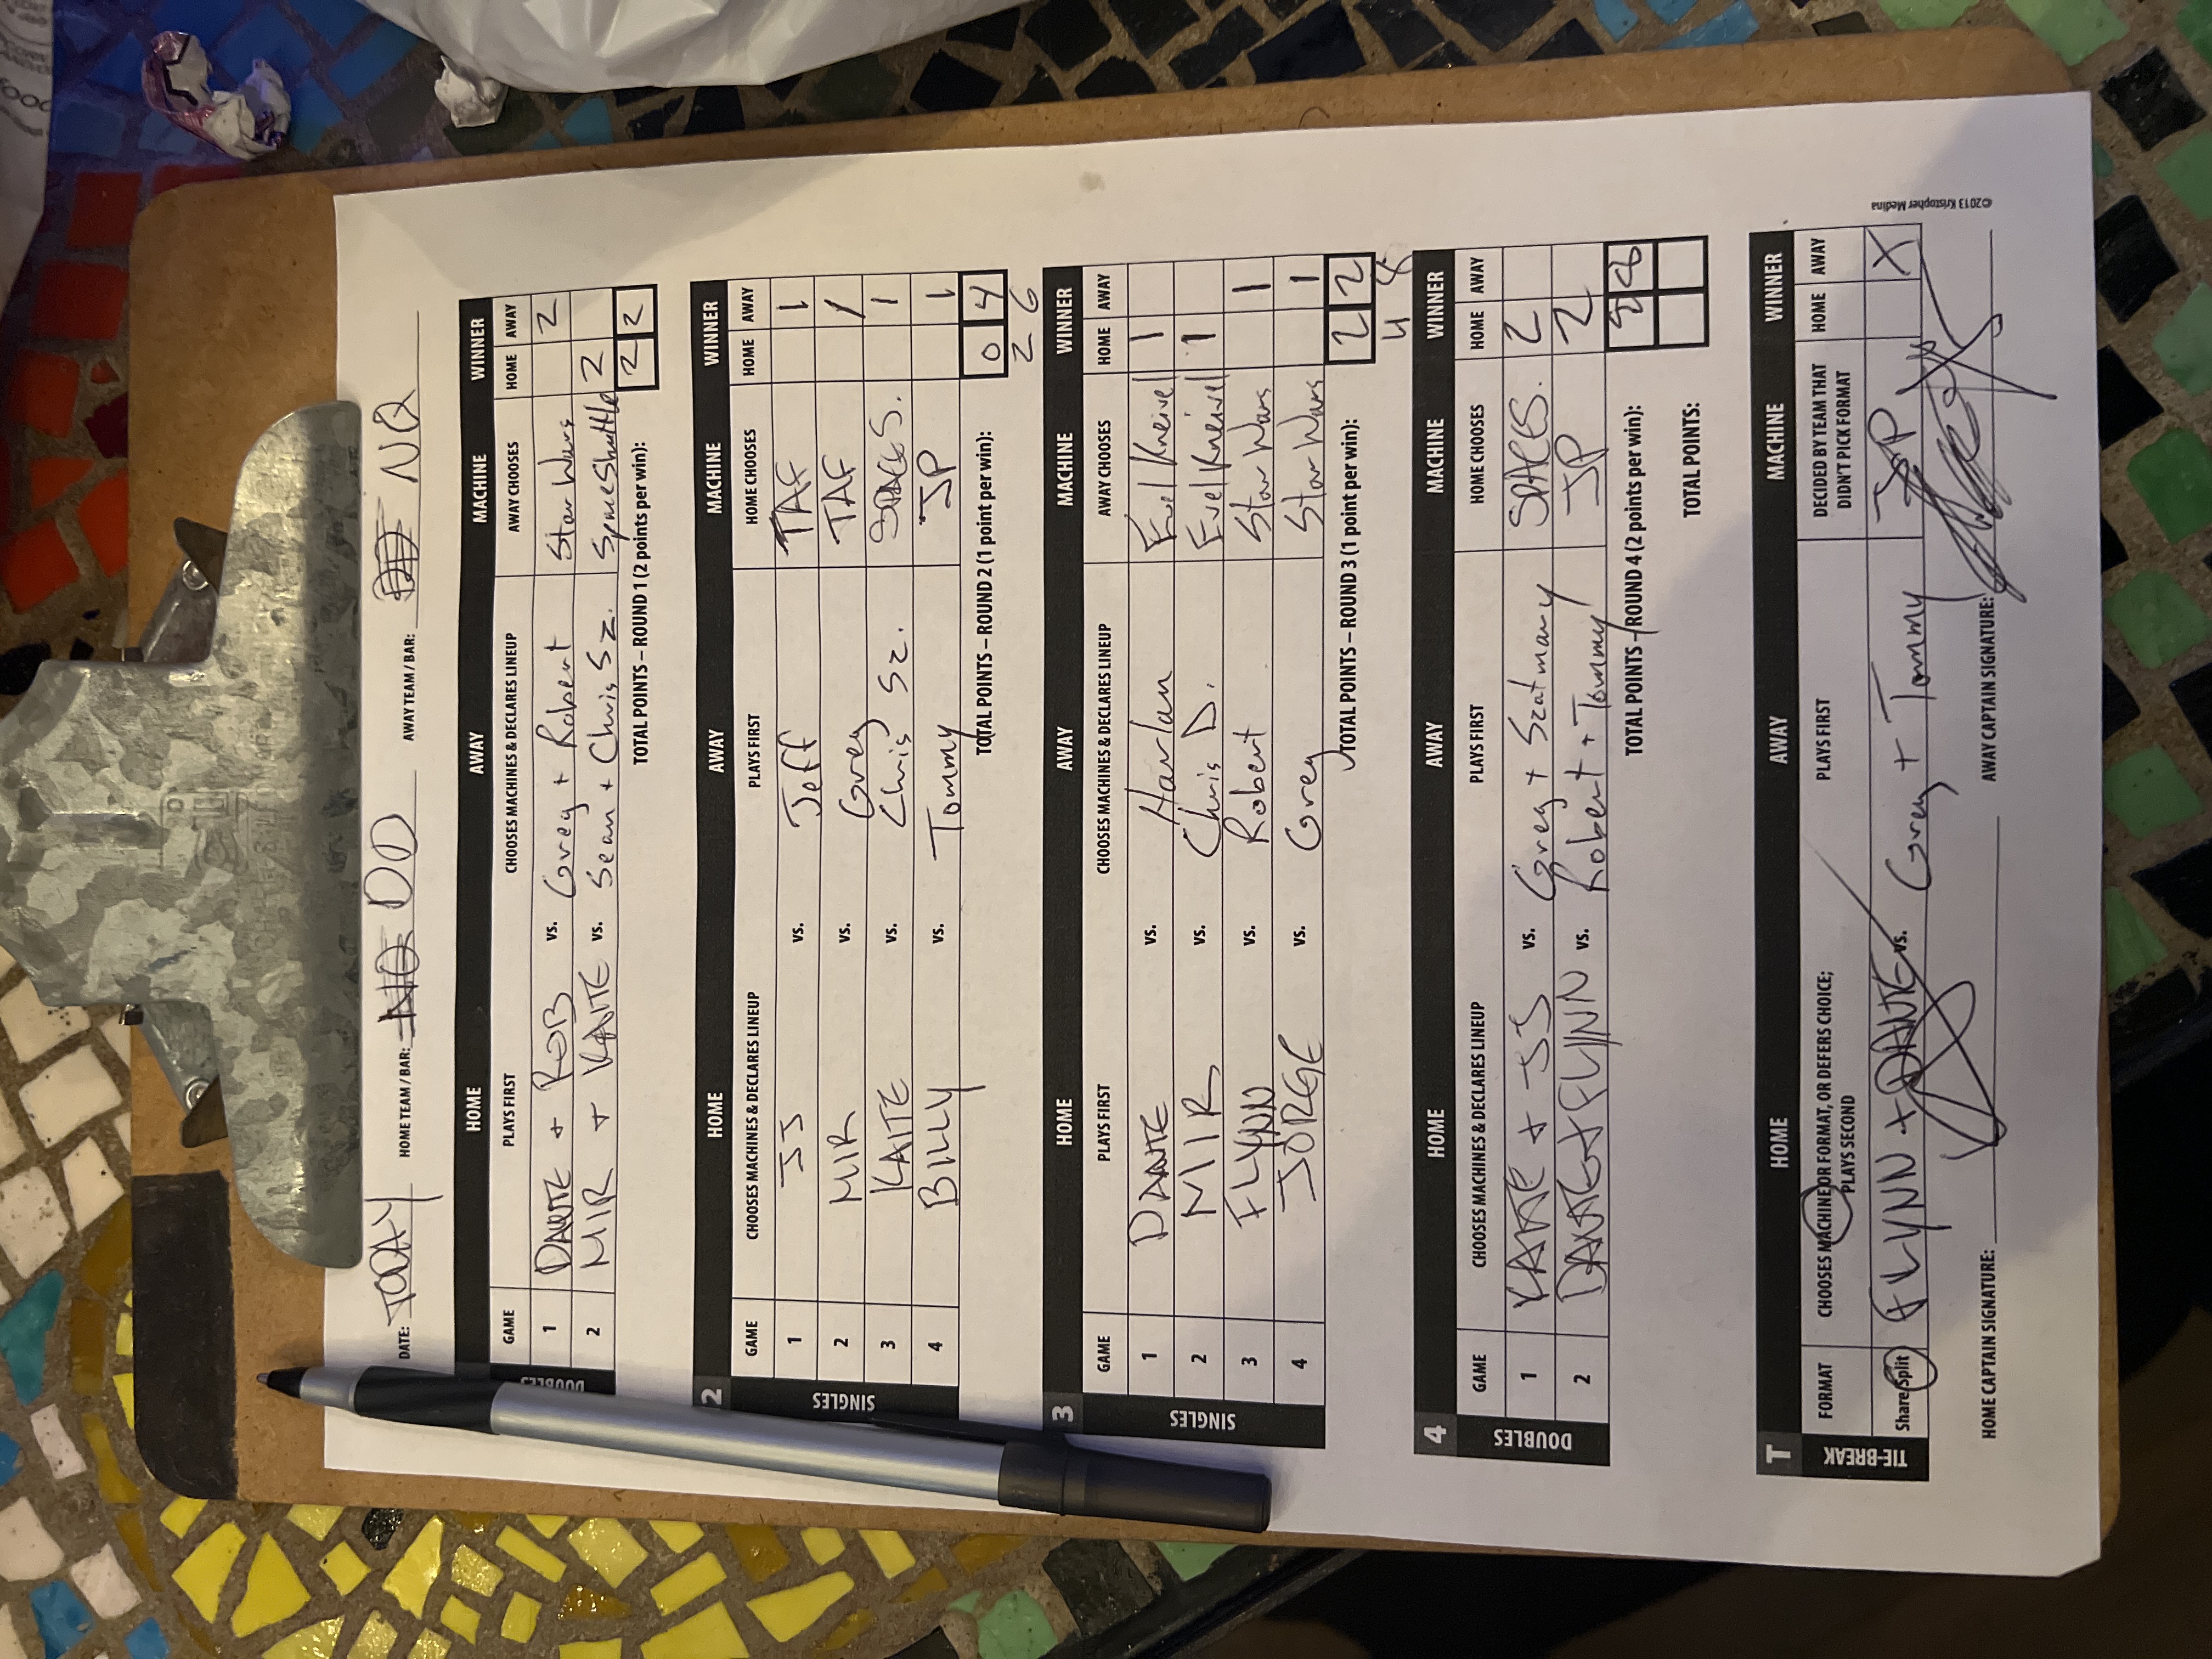 DATE: TODAY HOME TEAM / BAR: DD AWAY TEAM / BAR: NQ
HOME AWAY MACHINE WINNER
GAME PLAYS FIRST CHOOSES MACHINES & DECLARES LINEUP AWAY CHOOSES HOME AWAY
DOUBLES
1 DANTE + ROB vs. Greg + Robert Star Wars 2
2 MIR + KAITE vs. Sean + Chris Sz. Space Shuttle 2
TOTAL POINTS – ROUND 1 (2 points per win): 2 2
2 HOME AWAY MACHINE WINNER
GAME CHOOSES MACHINES & DECLARES LINEUP PLAYS FIRST HOME CHOOSES HOME AWAY
SINGLES
1 JJ vs. Jeff TAF 1
2 MIR vs. Greg TAF 1
3 KAITE vs. Chris Sz. SPACE S. 1
4 BILLY vs. Tommy JP 1
TOTAL POINTS – ROUND 2 (1 point per win): 0 4
2 6
3 HOME AWAY MACHINE WINNER
GAME PLAYS FIRST CHOOSES MACHINES & DECLARES LINEUP AWAY CHOOSES HOME AWAY
SINGLES
1 DANTE vs. Harlan Evel Kneivel 1
2 MIR vs. Chris D. Evel Kneivel 1
3 FLYNN vs. Robert Star Wars 1
4 JORGE vs. Greg Star Wars 1
TOTAL POINTS – ROUND 3 (1 point per win): 2 2
4
4 HOME AWAY MACHINE WINNER
GAME CHOOSES MACHINES & DECLARES LINEUP PLAYS FIRST HOME CHOOSES HOME AWAY
DOUBLES
1 KAITE + JJ vs. Greg + Szatmary SPACE S. 2
2 DANTE + FLYNN vs. Robert + Tommy JP 2
TOTAL POINTS – ROUND 4 (2 points per win): 8
TOTAL POINTS:
T HOME AWAY MACHINE WINNER
FORMAT CHOOSES MACHINE OR FORMAT, OR DEFERS CHOICE; PLAYS SECOND PLAYS FIRST DECIDED BY TEAM THAT DIDN'T PICK FORMAT HOME AWAY
TIE-BREAK
Share/Split FLYNN + DANTE vs. Greg + Tommy JP X
HOME CAPTAIN SIGNATURE: AWAY CAPTAIN SIGNATURE:
©2013 Kristopher Medina